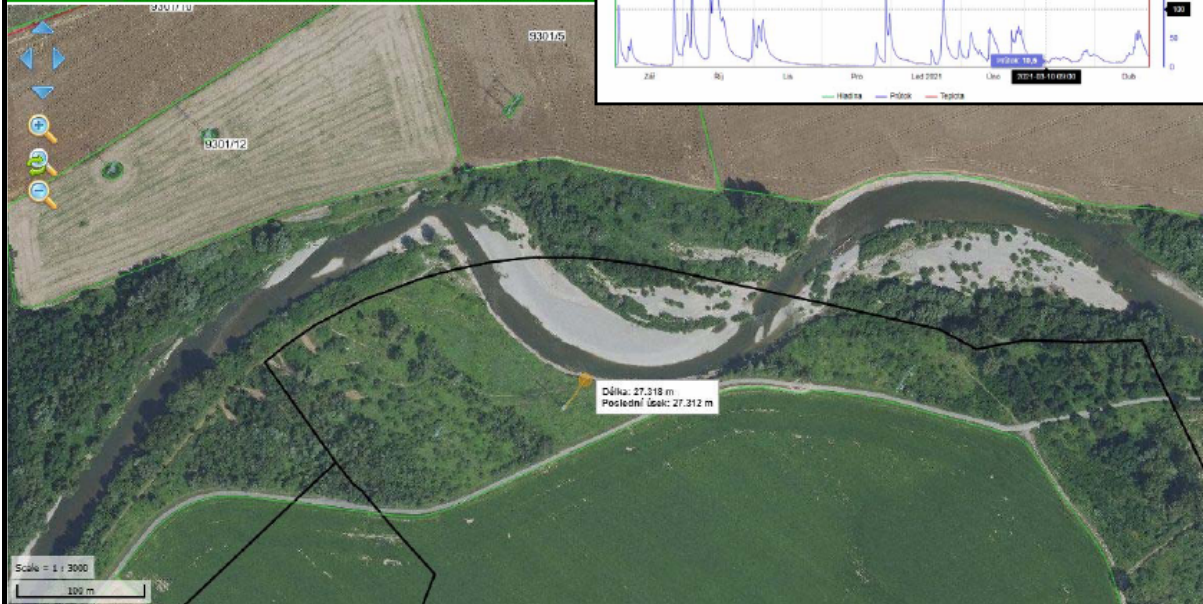 9301/10
9301/5
9301/12
100
50
0
Průtok: 10,6
2021-03-10 09:00
Zář
Říj
Lis
Pro
Led 2021
Úno
Dub
Hladina
Průtok
Teplota
Délka: 27.318 m
Poslední úsek: 27.312 m
Scale = 1 : 3000
100 m